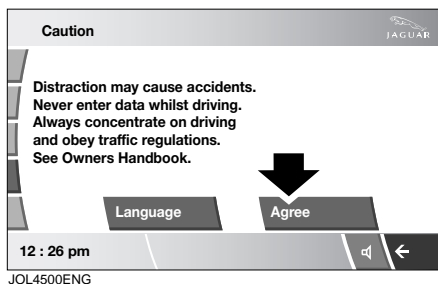 Caution
JAGUAR
Distraction may cause accidents.
Never enter data whilst driving.
Always concentrate on driving
and obey traffic regulations.
See Owners Handbook.
Language
Agree
12 : 26 pm
JOL4500ENG